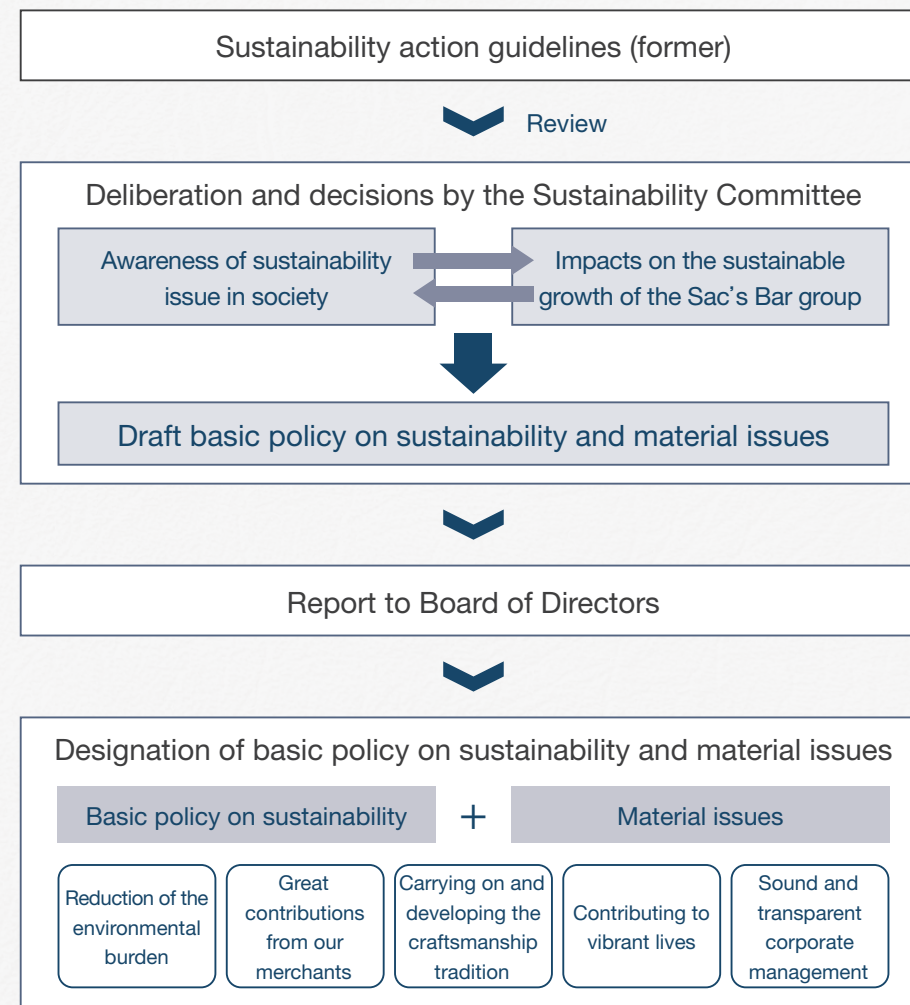 Sustainability action guidelines (former)
Review
Deliberation and decisions by the Sustainability Committee
Awareness of sustainability
issue in society
Impacts on the sustainable
growth of the Sac's Bar group
Draft basic policy on sustainability and material issues
Report to Board of Directors
Designation of basic policy on sustainability and material issues
Basic policy on sustainability
+
Material issues
Reduction of the
environmental
burden
Great
contributions
from our
merchants
Carrying on and
developing the
craftsmanship
tradition
Contributing to
vibrant lives
Sound and
transparent
corporate
management